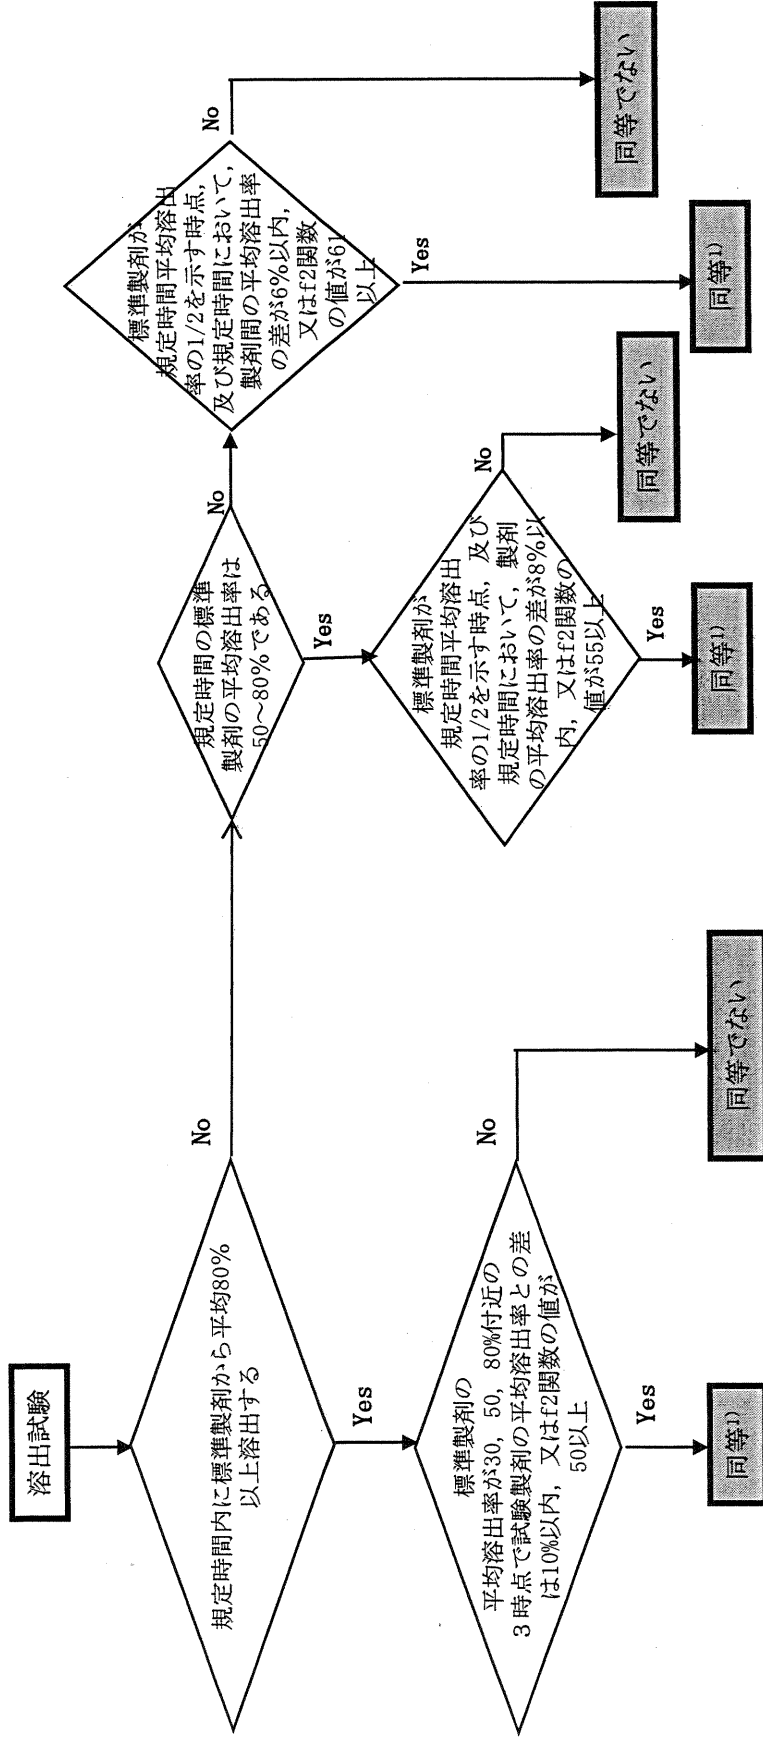 溶出試験
規定時間内に標準製剤から平均80%
以上溶出する
No
Yes
標準製剤の
平均溶出率が30, 50, 80%付近の
3時点で試験製剤の平均溶出率との差
は10%以内, 又はf2関数の値が
50以上
No
Yes
同等でない
同等1)
規定時間の標準
製剤の平均溶出率は
50～80%である
No
Yes
標準製剤が
規定時間平均溶出
率の1/2を示す時点, 及び
規定時間において, 製剤
の平均溶出率の差が8%以
内, 又はf2関数の
値が55以上
No
Yes
同等でない
同等1)
標準製剤が
規定時間平均溶出
率の1/2を示す時点,
及び規定時間において,
製剤間の平均溶出率
の差が6%以内,
又はf2関数
の値が61
以上
No
Yes
同等でない
同等1)